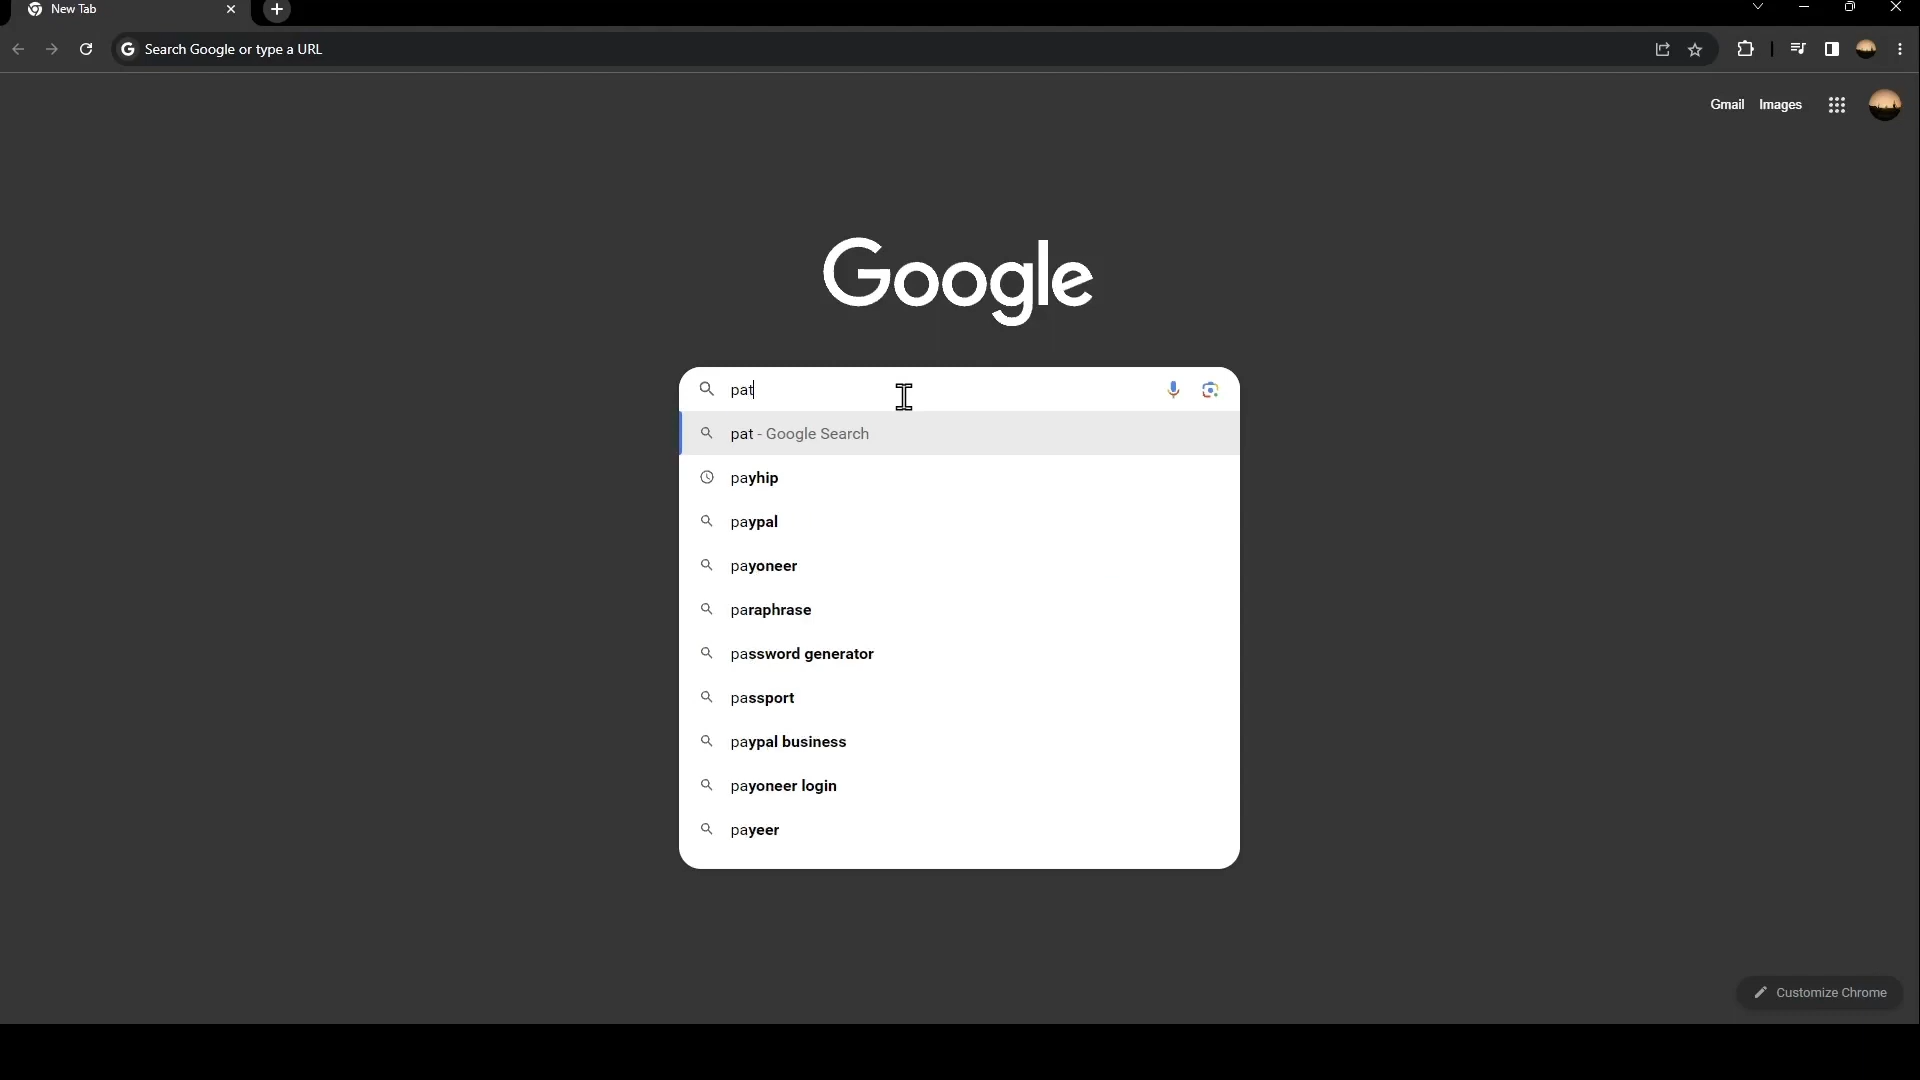 New Tab
Search Google or type a URL
Gmail Images
Google
pat
pat - Google Search
payhip
paypal
payoneer
paraphrase
password generator
passport
paypal business
payoneer login
payeer
Customize Chrome